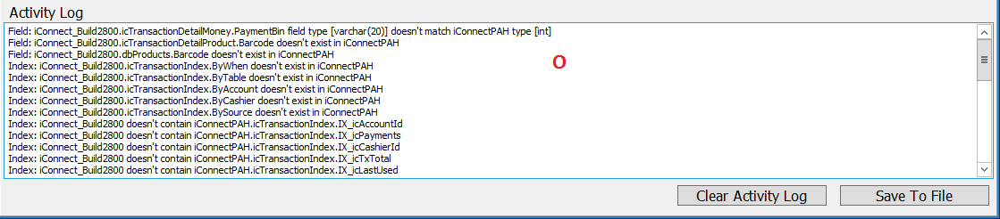 Activity Log
Field: iConnect_Build2800.icTransactionDetailMoney.PaymentBin field type [varchar(20)] doesn't match iConnectPAH type [int]
Field: iConnect_Build2800.icTransactionDetailProduct.Barcode doesn't exist in iConnectPAH
Field: iConnect_Build2800.dbProducts.Barcode doesn't exist in iConnectPAH
O
Index: iConnect_Build2800.icTransactionIndex.ByWhen doesn't exist in iConnectPAH
Index: iConnect_Build2800.icTransactionIndex.ByTable doesn't exist in iConnectPAH
Index: iConnect_Build2800.icTransactionIndex.ByAccount doesn't exist in iConnectPAH
Index: iConnect_Build2800.icTransactionIndex.ByCashier doesn't exist in iConnectPAH
Index: iConnect_Build2800.icTransactionIndex.BySource doesn't exist in iConnectPAH
Index: iConnect_Build2800 doesn't contain iConnectPAH.icTransactionIndex.IX_icAccountId
Index: iConnect_Build2800 doesn't contain iConnectPAH.icTransactionIndex.IX_icPayments
Index: iConnect_Build2800 doesn't contain iConnectPAH.icTransactionIndex.IX_icCashierId
Index: iConnect_Build2800 doesn't contain iConnectPAH.icTransactionIndex.IX_icTxTotal
Index: iConnect_Build2800 doesn't contain iConnectPAH.icTransactionIndex.IX_icLastUsed
Clear Activity Log
Save To File